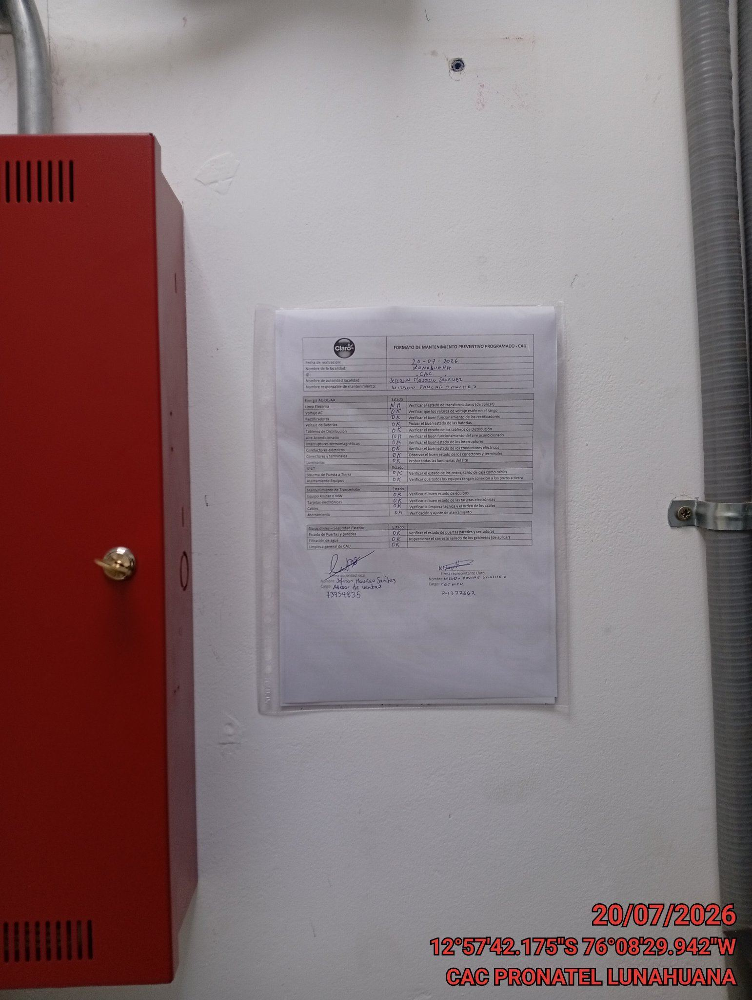 Claro
FORMATO DE MANTENIMIENTO PREVENTIVO PROGRAMADO - CAU
Fecha de realización: 20-07-2026
Nombre de la localidad: LUNAHUANA
ID: CAC
Nombre de autoridad localidad: JEFERSON MAURICIO SANCHEZ
Nombre responsable de mantenimiento: WILSON PAUCAR SANCHEZ
Energía AC-DC-AA Estado
Línea Eléctrica NA Verificar el estado de transformadores (de aplicar)
Voltaje AC OK Verificar que los valores de voltaje estén en el rango
Rectificadores OK Verificar el buen funcionamiento de los rectificadores
Voltaje de Baterías OK Probar el buen estado de las baterías
Tableros de Distribución OK Verificar el estado de los tableros de Distribución
Aire Acondicionado NA Verificar el buen funcionamiento del aire acondicionado
Interruptores termomagnéticos OK Verificar el buen estado de los interruptores
Conductores eléctricos OK Verificar el buen estado de los conductores eléctricos
Conectores y terminales OK Observar el buen estado de los conectores y terminales
Luminarias OK Probar todas las luminarias del site
SPAT Estado
Sistema de Puesta a Tierra OK Verificar el estado de los pozos, tanto de caja como cables
Aterramiento Equipos OK Verificar que todos los equipos tengan conexión a los pozos a tierra
Mantenimiento de Transmisión Estado
Equipo Router o MW OK Verificar el buen estado de equipos
Tarjetas electrónicas OK Verificar el buen estado de las tarjetas electrónicas
Cables OK Verificar la limpieza técnica y el orden de los cables
Aterramiento OK Verificación y ajuste de aterramiento
Obras civiles – Seguridad Exterior Estado
Estado de Puertas y paredes OK Verificar el estado de puertas paredes y cerraduras
Filtración de agua OK Inspeccionar el correcto sellado de los gabinetes (de aplicar)
Limpieza general de CAU OK
Firma autoridad local Firma representante Claro
Nombre: Jeferson Mauricio Sanchez Nombre: WILSON PAUCAR SANCHEZ
Cargo: Asesor de ventas Cargo: TECNICO
73954835 74377662
20/07/2026
12°57'42.175"S 76°08'29.942"W
CAC PRONATEL LUNAHUANA